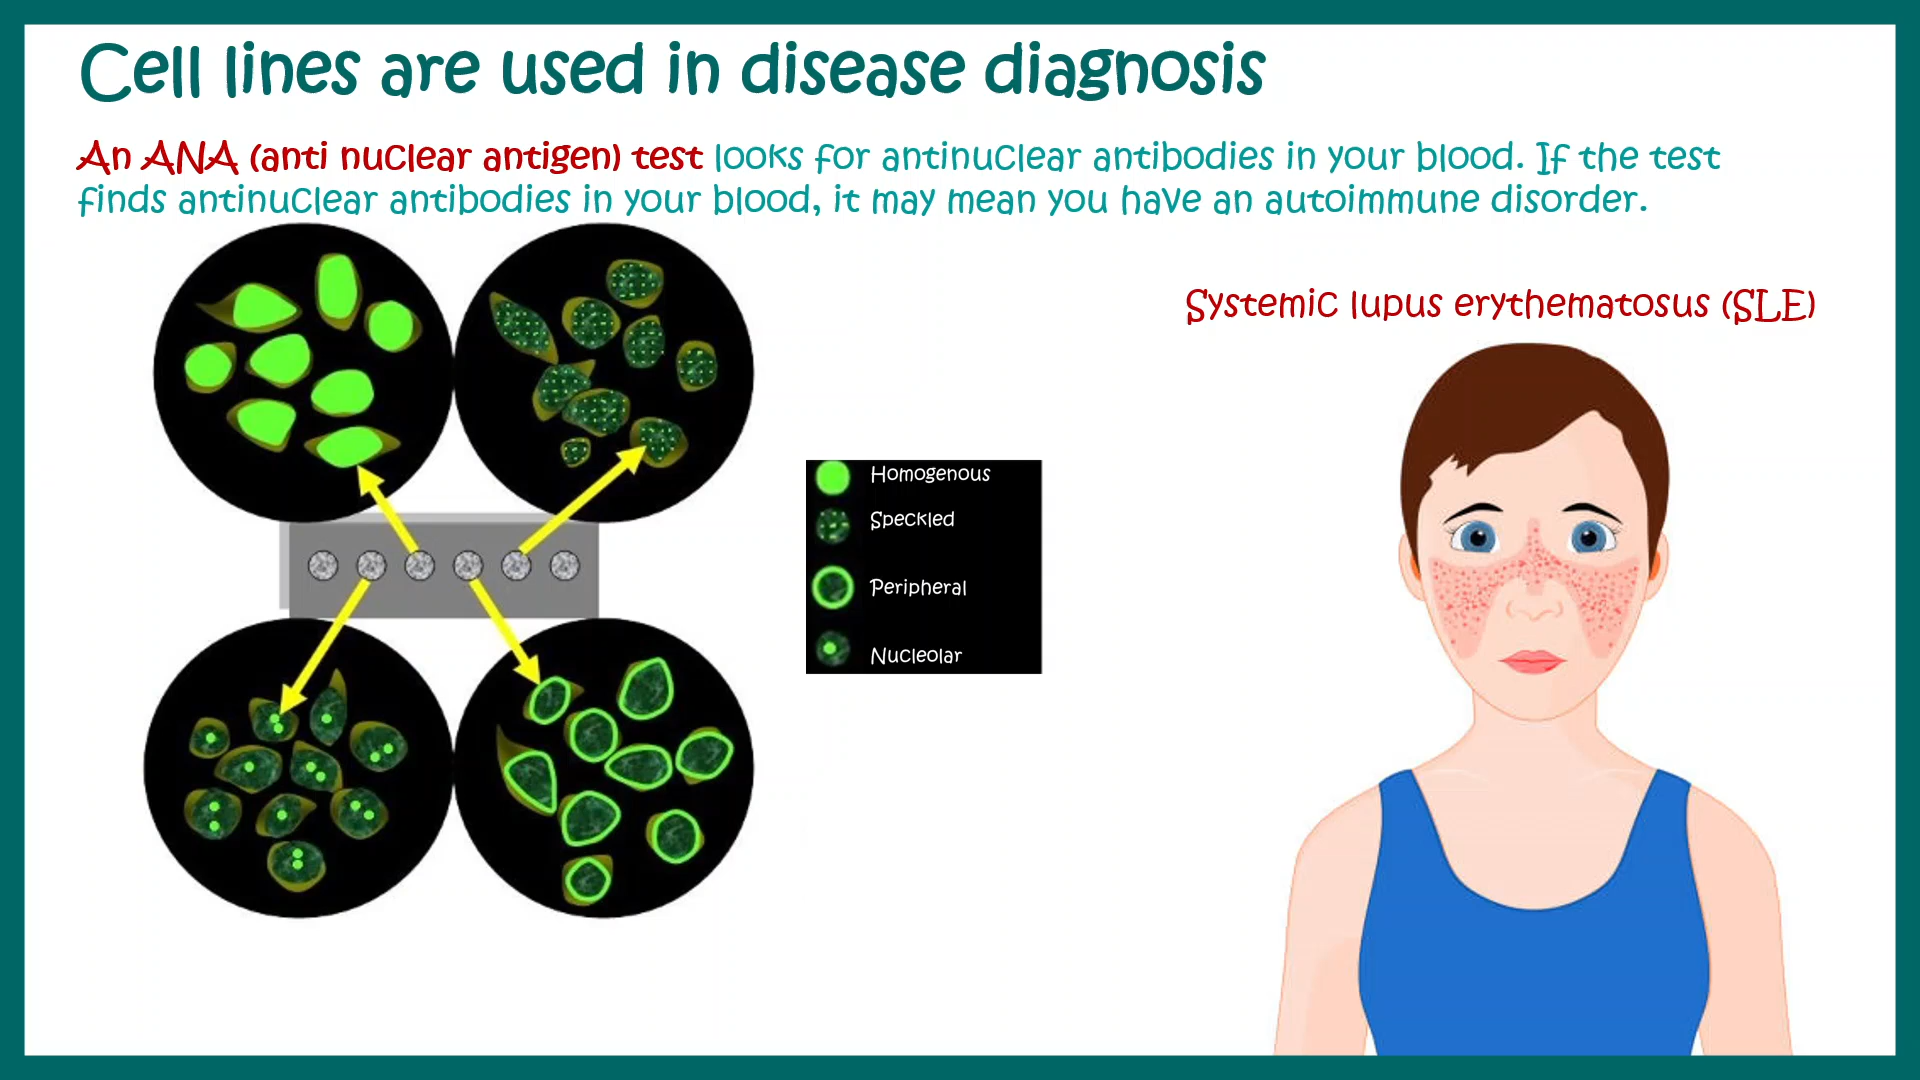 Cell lines are used in disease diagnosis
An ANA (anti nuclear antigen) test looks for antinuclear antibodies in your blood. If the test
finds antinuclear antibodies in your blood, it may mean you have an autoimmune disorder.
Systemic lupus erythematosus (SLE)
Homogenous
Speckled
Peripheral
Nucleolar